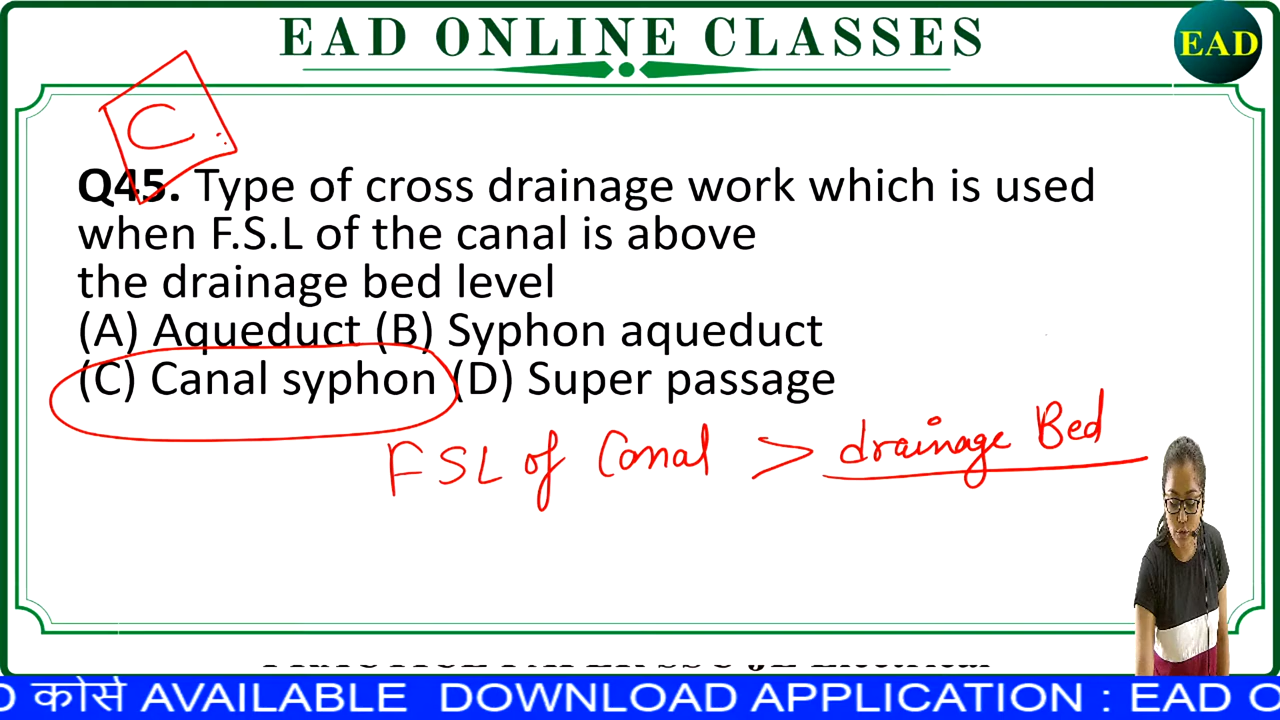 EAD ONLINE CLASSES
EAD
C
Q45. Type of cross drainage work which is used
when F.S.L of the canal is above
the drainage bed level
(A) Aqueduct (B) Syphon aqueduct
(C) Canal syphon (D) Super passage
FSL of Canal > drainage Bed
D कोर्स AVAILABLE DOWNLOAD APPLICATION : EAD O